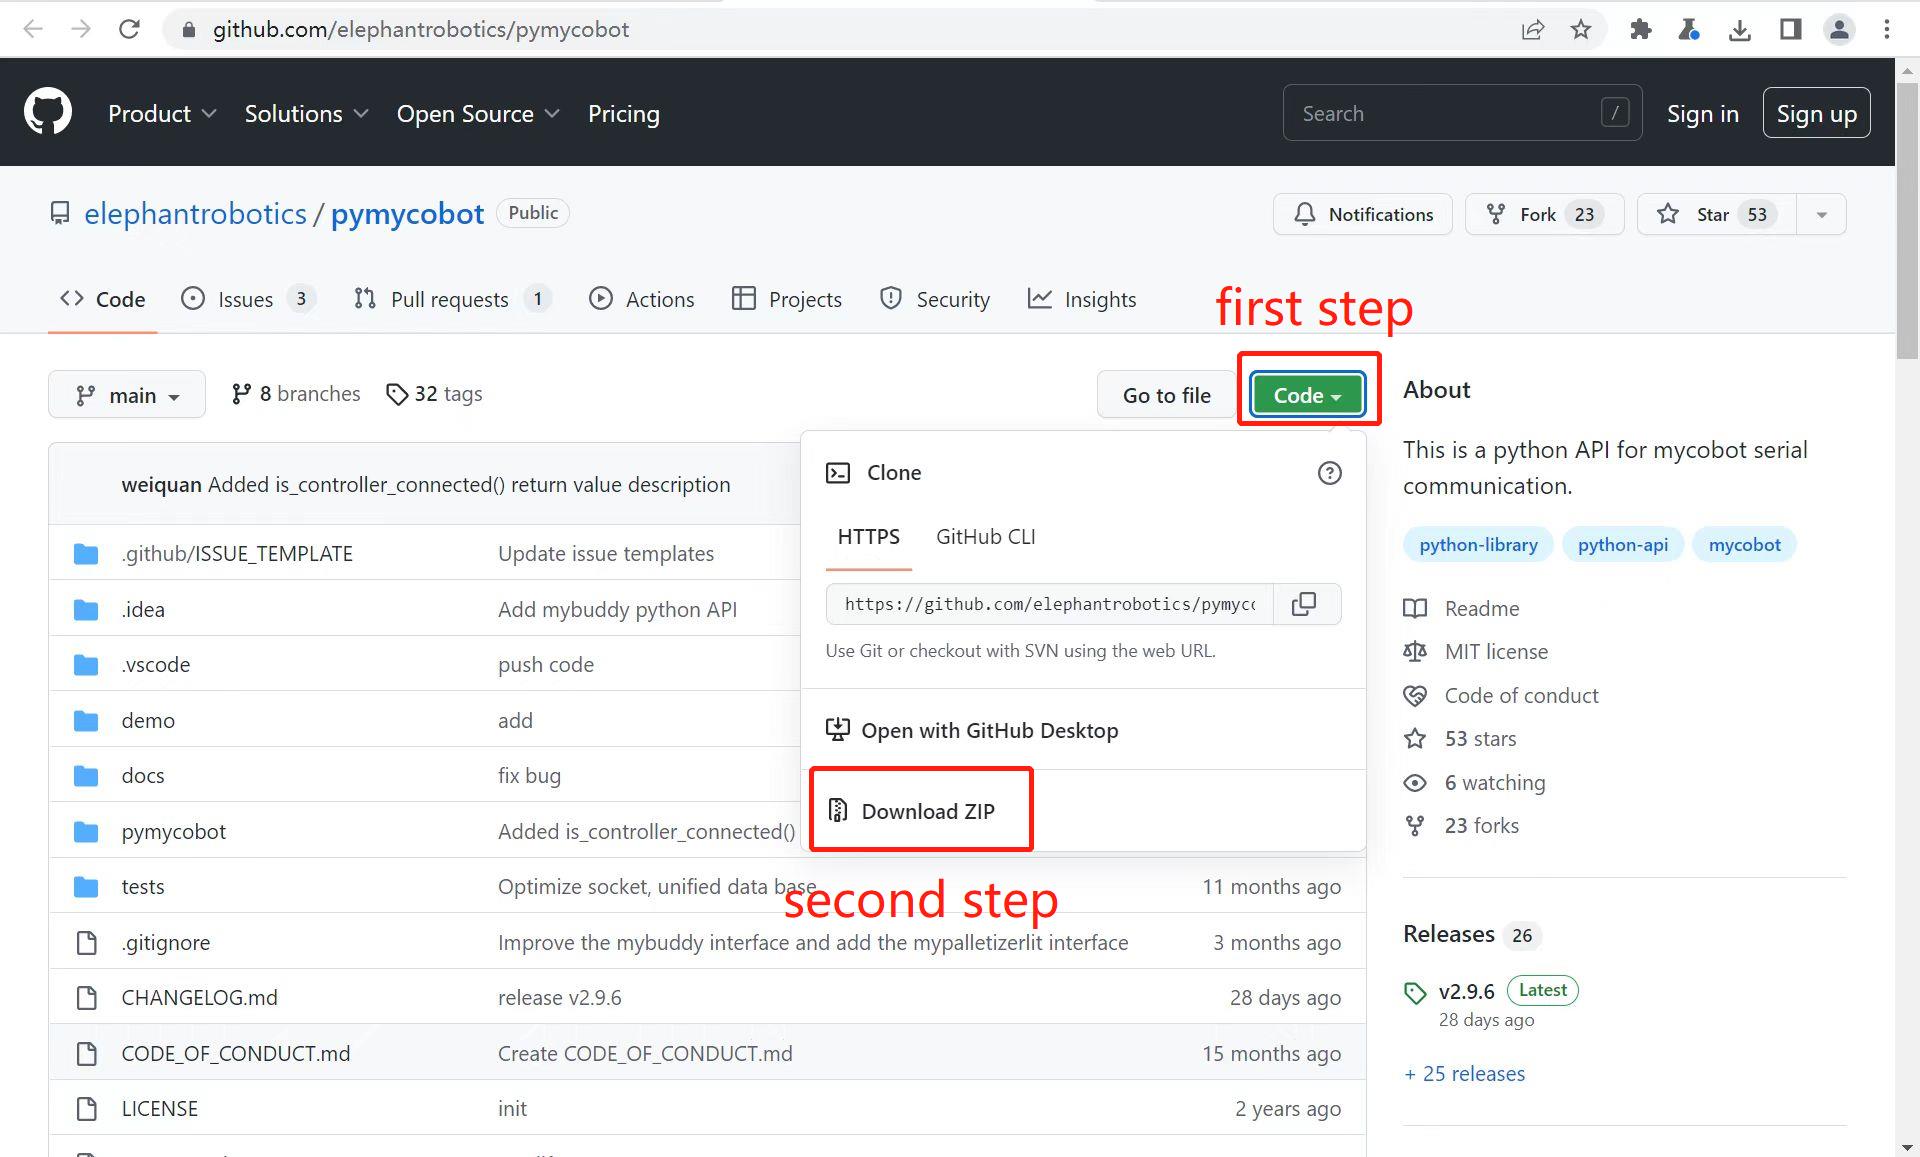 github.com/elephantrobotics/pymycobot
Product Solutions Open Source Pricing Search / Sign in Sign up
elephantrobotics / pymycobot Public Notifications Fork 23 Star 53
Code Issues 3 Pull requests 1 Actions Projects Security Insights
first step
main 8 branches 32 tags Go to file Code
weiquan Added is_controller_connected() return value description
.github/ISSUE_TEMPLATE Update issue templates
.idea Add mybuddy python API
.vscode push code
demo add
docs fix bug
pymycobot Added is_controller_connected()
tests Optimize socket, unified data base 11 months ago
.gitignore Improve the mybuddy interface and add the mypalletizerlit interface 3 months ago
CHANGELOG.md release v2.9.6 28 days ago
CODE_OF_CONDUCT.md Create CODE_OF_CONDUCT.md 15 months ago
LICENSE init 2 years ago
Clone
HTTPS GitHub CLI
https://github.com/elephantrobotics/pymyc
Use Git or checkout with SVN using the web URL.
Open with GitHub Desktop
Download ZIP
second step
About
This is a python API for mycobot serial
communication.
python-library python-api mycobot
Readme
MIT license
Code of conduct
53 stars
6 watching
23 forks
Releases 26
v2.9.6 Latest
28 days ago
+ 25 releases